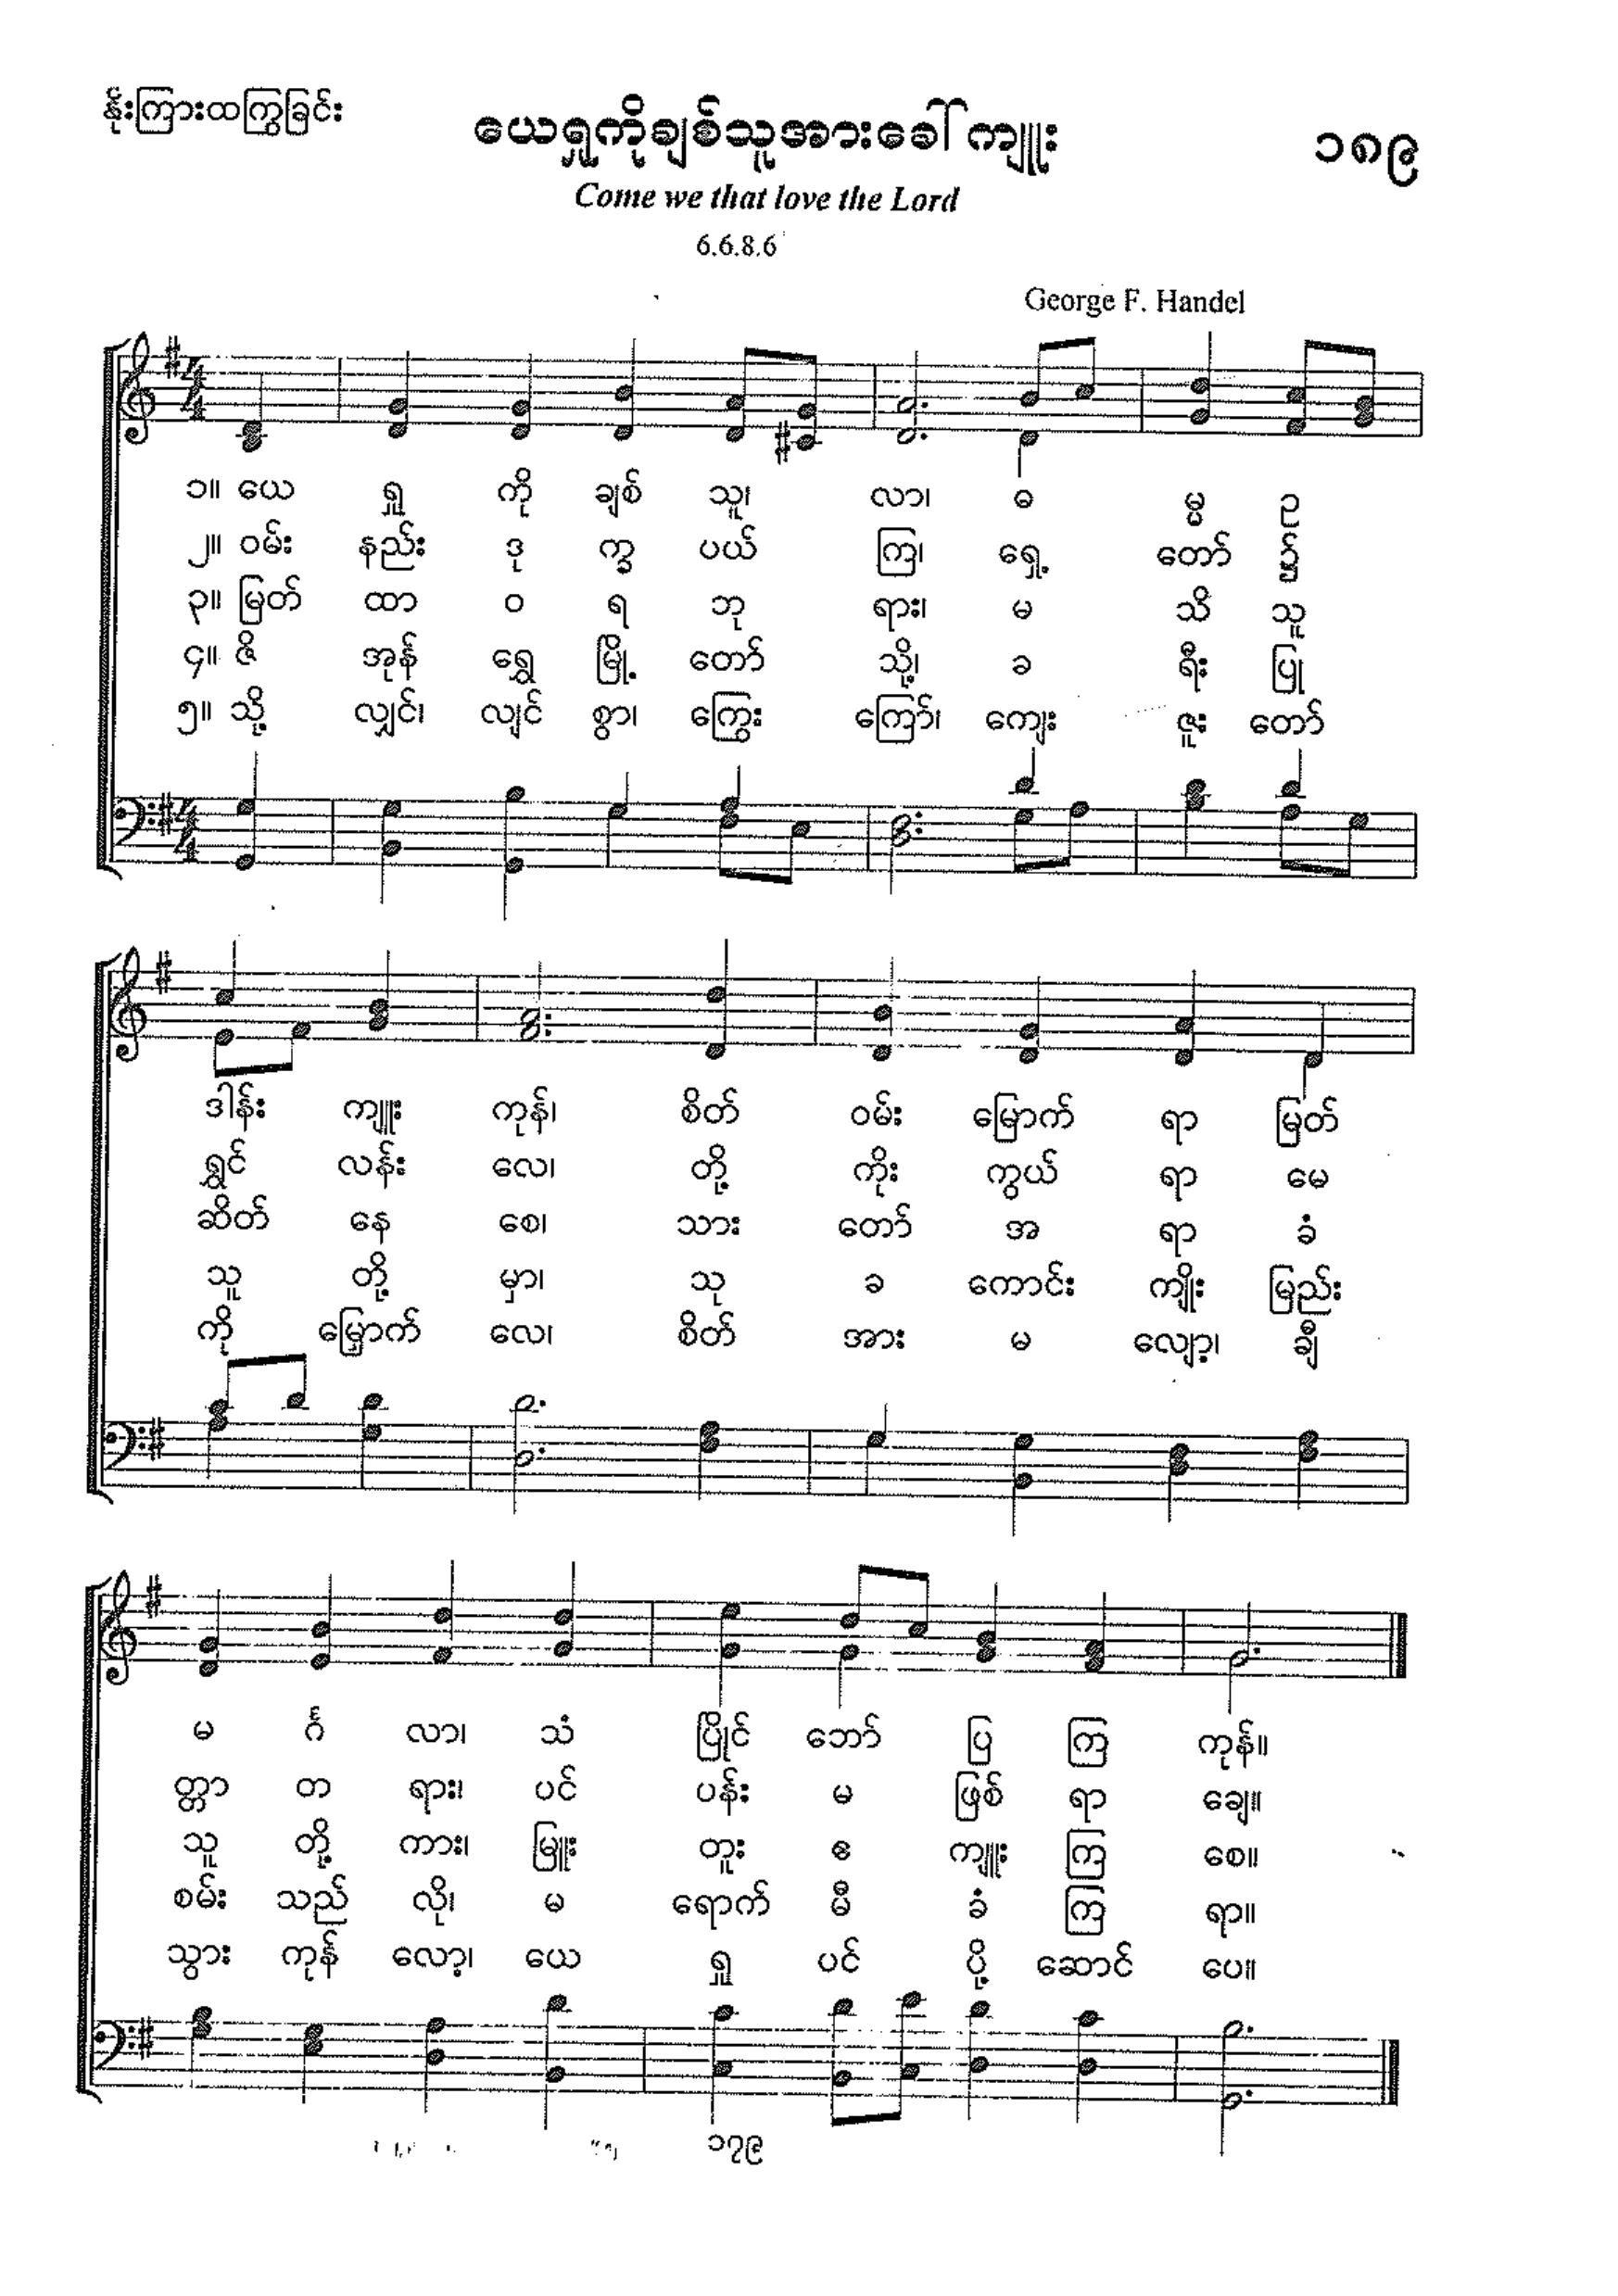 နှိုးကြားထကြွခြင်း
ယေရှုကိုချစ်သူအားခေါ်ကျူး
၁၈၉
Come we that love the Lord
6.6.8.6
George F. Handel
၁။ ယေ ရှု ကို ချစ် သူ၊ လာ၊ ဓ မ္မ ဥ
၂။ ဝမ်း နည်း ဒု က္ခ ပယ် ကြ၊ ရှေ့ တော်
၃။ မြတ် ထာ ဝ ရ ဘု ရား၊ မ သိ သူ
၄။ ဇိ အုန် ရွှေ မြို့ တော် သို့၊ ခ ရီး ပြု
၅။ သို့ လျှင်၊ လျင် စွာ၊ ကြွေး ကြော်၊ ကျေး ဇူး တော်
ဒါန်း ကျူး ကုန်၊ စိတ် ဝမ်း မြောက် ရာ မြတ်
ရွှင် လန်း လေ၊ တို့ ကိုး ကွယ် ရာ မေ
ဆိတ် နေ စေ၊ သား တော် အ ရာ ခံ
သူ တို့ မှာ၊ သု ခ ကောင်း ကျိုး မြည်း
ကို မြှောက် လေ၊ စိတ် အား မ လျော့၊ ချီ
မ င်္ဂ လာ၊ သံ ပြိုင် ဘော် ပြ ကြ ကုန်။
တ္တာ တ ရား၊ ပင် ပန်း မ ဖြစ် ရာ ချေ။
သူ တို့ ကား၊ မြူး တူး ဧ ကျူး ကြ စေ။
စမ်း သည် လို၊ မ ရောက် မီ ခံ ကြ ရာ။
သွား ကုန် လော့၊ ယေ ရှု ပင် ပို့ ဆောင် ပေ။
၁၇၉